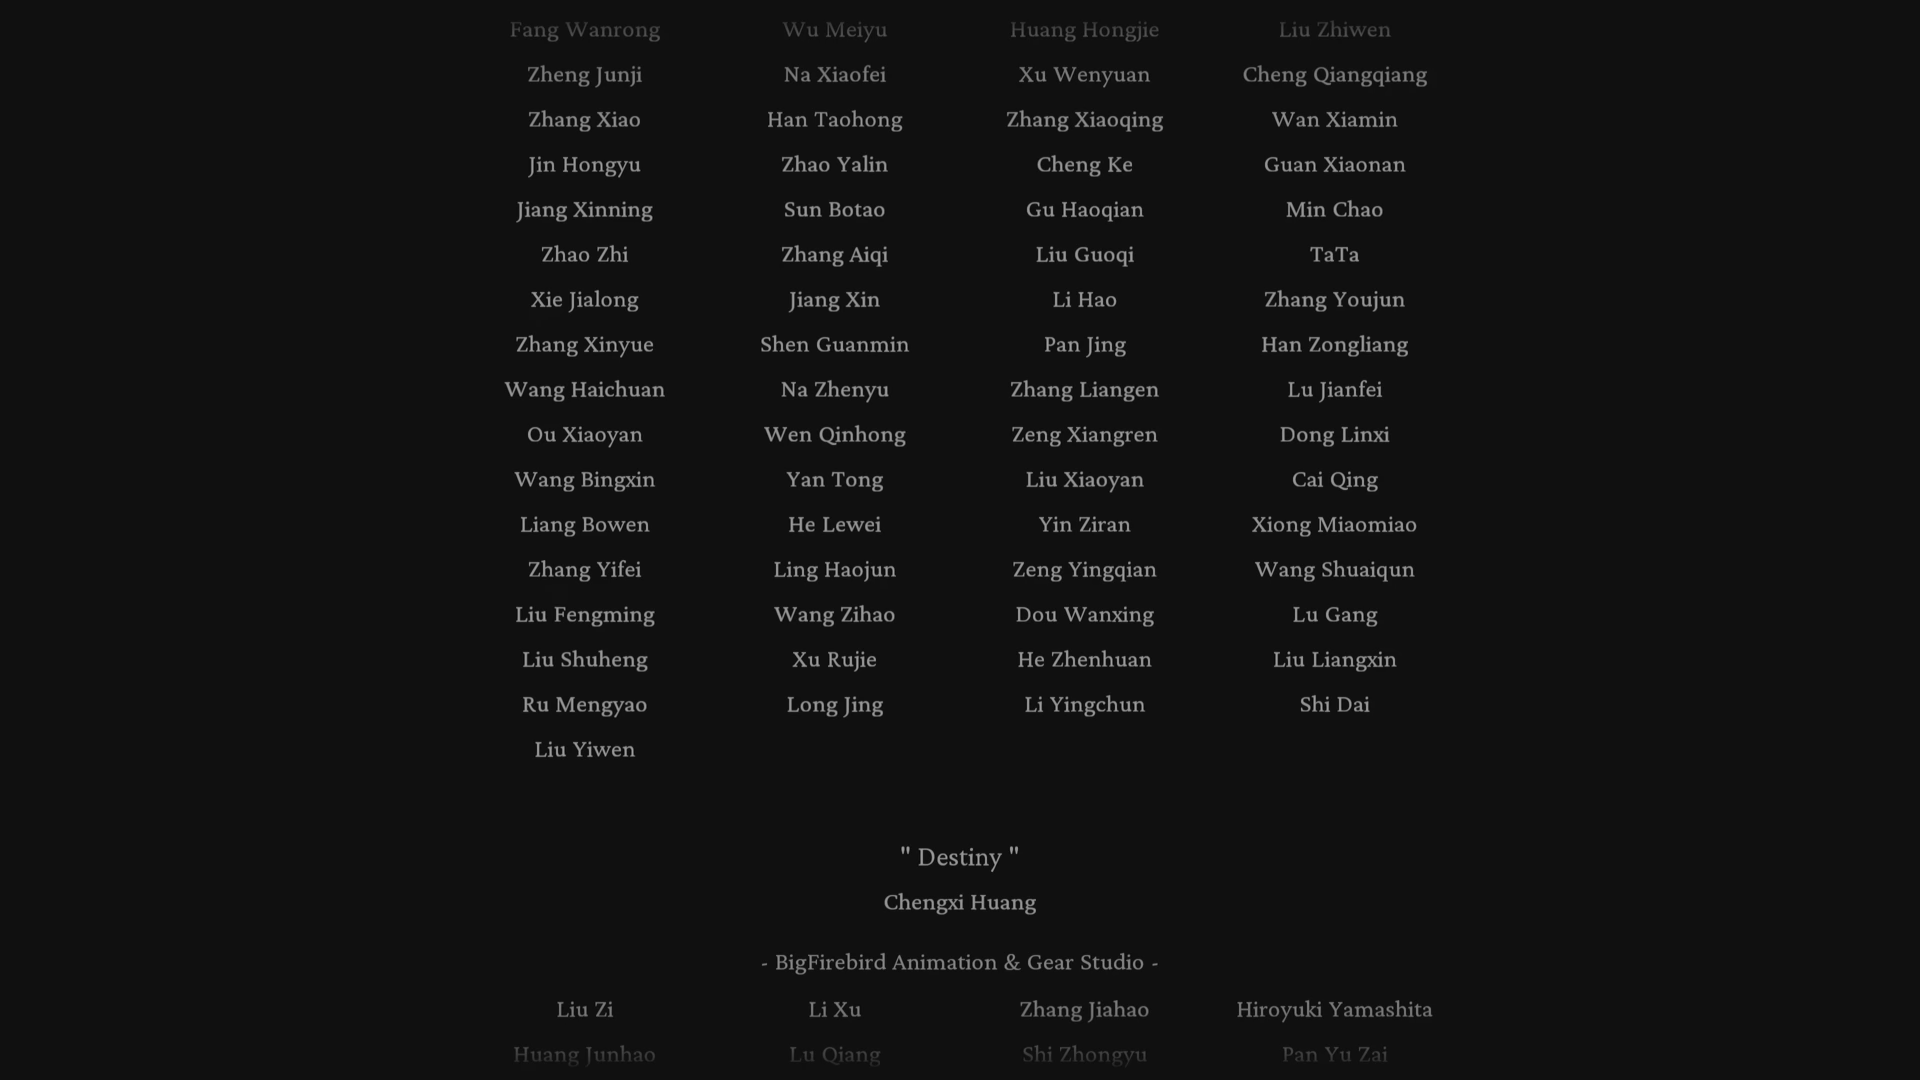 Fang Wanrong Wu Meiyu Huang Hongjie Liu Zhiwen
Zheng Junji Na Xiaofei Xu Wenyuan Cheng Qiangqiang
Zhang Xiao Han Taohong Zhang Xiaoqing Wan Xiamin
Jin Hongyu Zhao Yalin Cheng Ke Guan Xiaonan
Jiang Xinning Sun Botao Gu Haoqian Min Chao
Zhao Zhi Zhang Aiqi Liu Guoqi TaTa
Xie Jialong Jiang Xin Li Hao Zhang Youjun
Zhang Xinyue Shen Guanmin Pan Jing Han Zongliang
Wang Haichuan Na Zhenyu Zhang Liangen Lu Jianfei
Ou Xiaoyan Wen Qinhong Zeng Xiangren Dong Linxi
Wang Bingxin Yan Tong Liu Xiaoyan Cai Qing
Liang Bowen He Lewei Yin Ziran Xiong Miaomiao
Zhang Yifei Ling Haojun Zeng Yingqian Wang Shuaiqun
Liu Fengming Wang Zihao Dou Wanxing Lu Gang
Liu Shuheng Xu Rujie He Zhenhuan Liu Liangxin
Ru Mengyao Long Jing Li Yingchun Shi Dai
Liu Yiwen
" Destiny "
Chengxi Huang
- BigFirebird Animation & Gear Studio -
Liu Zi Li Xu Zhang Jiahao Hiroyuki Yamashita
Huang Junhao Lu Qiang Shi Zhongyu Pan Yu Zai